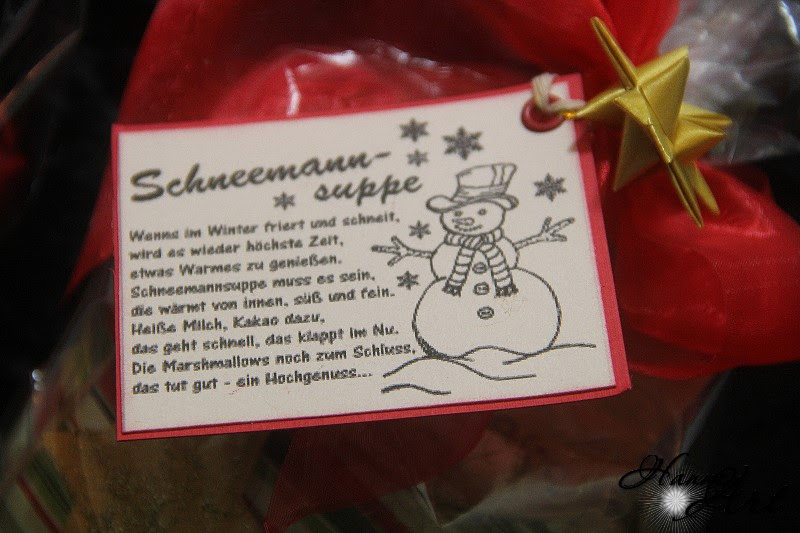 Schneemann-
suppe
Wenns im Winter friert und schneit,
wird es wieder höchste Zeit,
etwas Warmes zu genießen.
Schneemannsuppe muss es sein,
die wärmt von innen, süß und fein.
Heiße Milch, Kakao dazu,
das geht schnell, das klappt im Nu.
Die Marshmallows noch zum Schluss,
das tut gut - ein Hochgenuss...